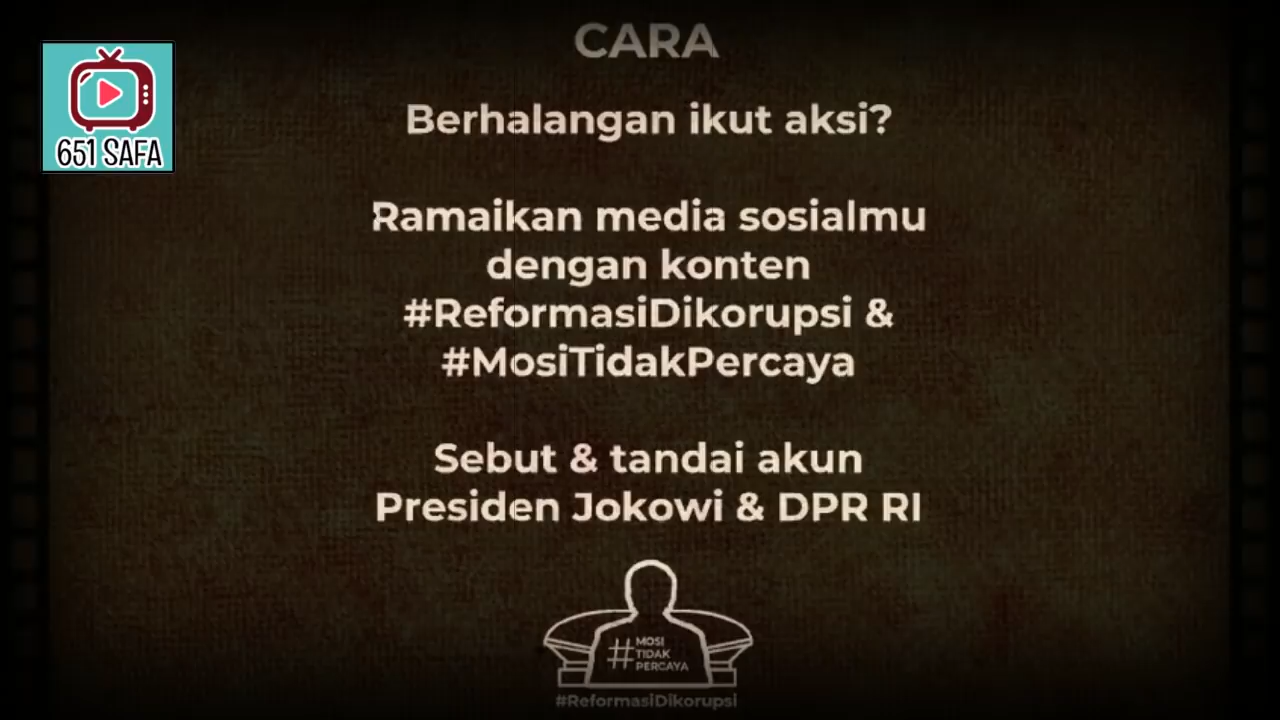 CARA
651 SAFA
Berhalangan ikut aksi?
Ramaikan media sosialmu
dengan konten
#ReformasiDikorupsi &
#MosiTidakPercaya
Sebut & tandai akun
Presiden Jokowi & DPR RI
#MOSI
TIDAK
PERCAYA
#ReformasiDikorupsi